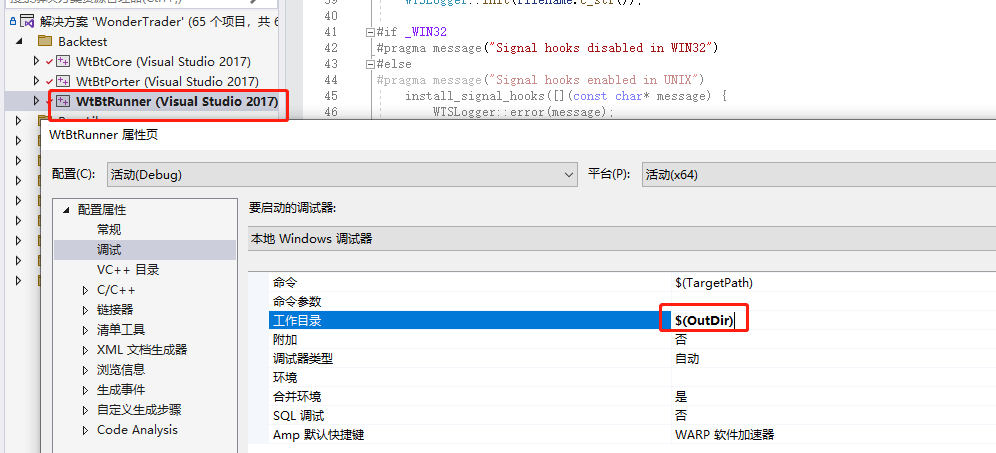 解决方案 'WonderTrader' (65 个项目，共 6
Backtest
WtBtCore (Visual Studio 2017)
WtBtPorter (Visual Studio 2017)
WtBtRunner (Visual Studio 2017)
39 WTSLogger::init(filename.c_str());
40
41 #if _WIN32
42 #pragma message("Signal hooks disabled in WIN32")
43 #else
44 #pragma message("Signal hooks enabled in UNIX")
45 install_signal_hooks([](const char* message) {
46 WTSLogger::error(message);
WtBtRunner 属性页
配置(C): 活动(Debug) 平台(P): 活动(x64)
配置属性
常规
调试
VC++ 目录
C/C++
链接器
清单工具
XML 文档生成器
浏览信息
生成事件
自定义生成步骤
Code Analysis
要启动的调试器:
本地 Windows 调试器
命令 $(TargetPath)
命令参数
工作目录 $(OutDir)
附加 否
调试器类型 自动
环境
合并环境 是
SQL 调试 否
Amp 默认快捷键 WARP 软件加速器